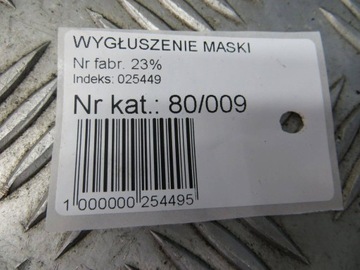 WYGŁUSZENIE MASKI
Nr fabr. 23%
Indeks: 025449
Nr kat.: 80/009
1 000000 254495